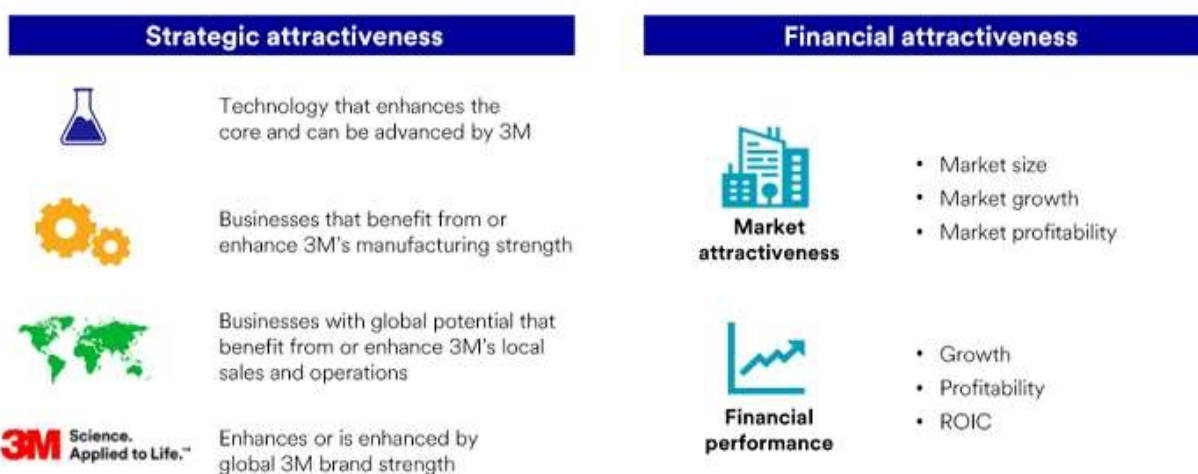 Strategic attractiveness
Technology that enhances the
core and can be advanced by 3M
Businesses that benefit from or
enhance 3M's manufacturing strength
Businesses with global potential that
benefit from or enhance 3M's local
sales and operations
3M Science.
Applied to Life.™
Enhances or is enhanced by
global 3M brand strength
Financial attractiveness
Market
attractiveness
• Market size
• Market growth
• Market profitability
Financial
performance
• Growth
• Profitability
• ROIC